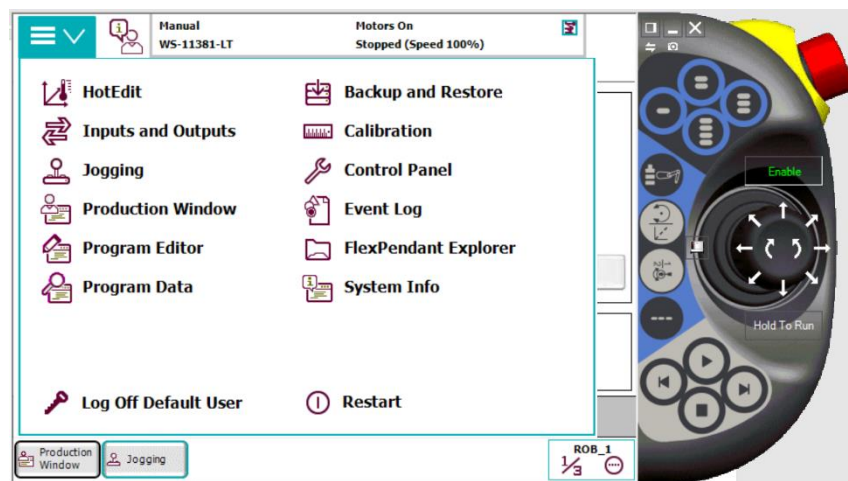 Manual
WS-11381-LT
Motors On
Stopped (Speed 100%)
HotEdit
Inputs and Outputs
Jogging
Production Window
Program Editor
Program Data
Backup and Restore
Calibration
Control Panel
Event Log
FlexPendant Explorer
System Info
Log Off Default User
Restart
Production
Window
Jogging
ROB_1
1/3
Enable
Hold To Run